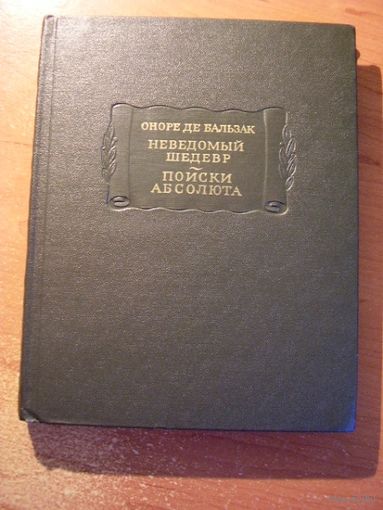 ОНОРЕ ДЕ БАЛЬЗАК
НЕВЕДОМЫЙ
ШЕДЕВР
~
ПОИСКИ
АБСОЛЮТА